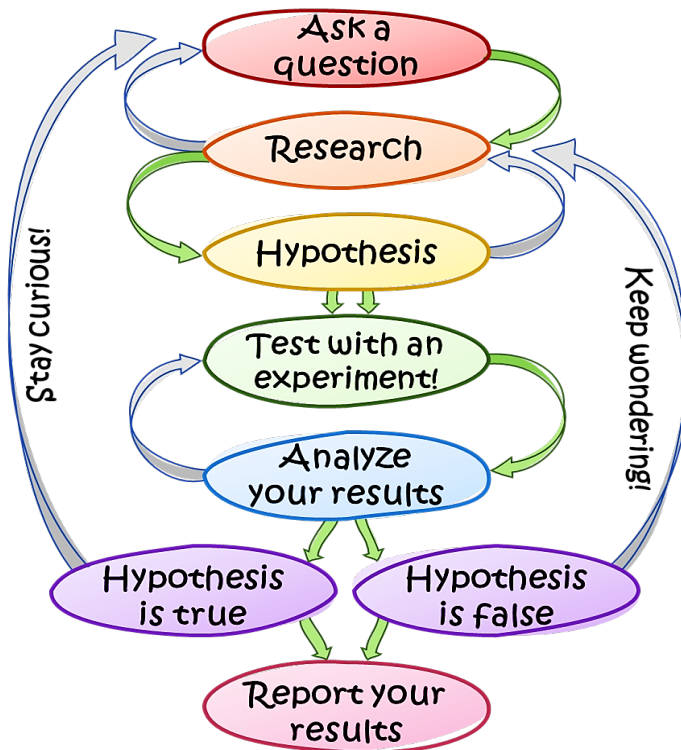 Ask a
question
Research
Hypothesis
Stay curious!
Keep wondering!
Test with an
experiment!
Analyze
your results
Hypothesis
is true
Hypothesis
is false
Report your
results